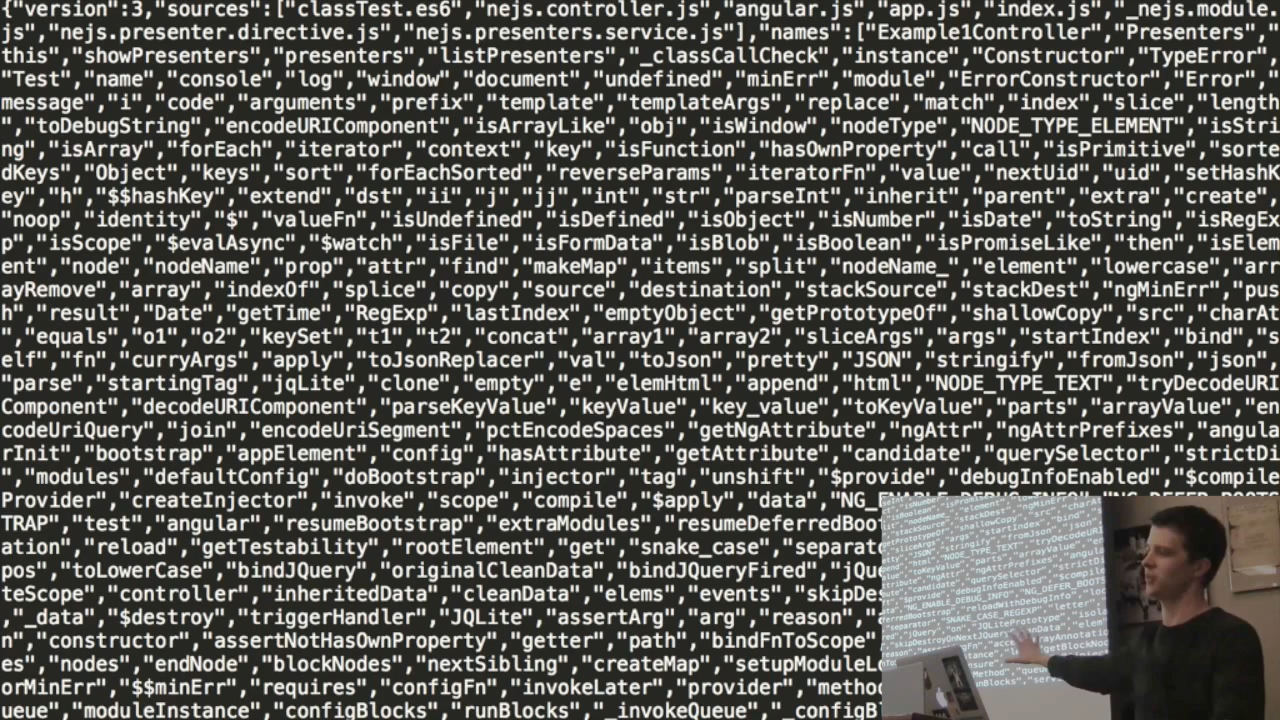 {"version":3,"sources":["classTest.es6","nejs.controller.js","angular.js","app.js","index.js","_nejs.module.
js","nejs.presenter.directive.js","nejs.presenters.service.js"],"names":["Example1Controller","Presenters","
this","showPresenters","presenters","listPresenters","_classCallCheck","instance","Constructor","TypeError",
"Test","name","console","log","window","document","undefined","minErr","module","ErrorConstructor","Error","
message","i","code","arguments","prefix","template","templateArgs","replace","match","index","slice","length
","toDebugString","encodeURIComponent","isArrayLike","obj","isWindow","nodeType","NODE_TYPE_ELEMENT","isStri
ng","isArray","forEach","iterator","context","key","isFunction","hasOwnProperty","call","isPrimitive","sorte
dKeys","Object","keys","sort","forEachSorted","reverseParams","iteratorFn","value","nextUid","uid","setHashK
ey","h","$$hashKey","extend","dst","ii","j","jj","int","str","parseInt","inherit","parent","extra","create",
"noop","identity","$","valueFn","isUndefined","isDefined","isObject","isNumber","isDate","toString","isRegEx
p","isScope","$evalAsync","$watch","isFile","isFormData","isBlob","isBoolean","isPromiseLike","then","isElem
ent","node","nodeName","prop","attr","find","makeMap","items","split","nodeName_","element","lowercase","arr
ayRemove","array","indexOf","splice","copy","source","destination","stackSource","stackDest","ngMinErr","pus
h","result","Date","getTime","RegExp","lastIndex","emptyObject","getPrototypeOf","shallowCopy","src","charAt
","equals","o1","o2","keySet","t1","t2","concat","array1","array2","sliceArgs","args","startIndex","bind","s
elf","fn","curryArgs","apply","toJsonReplacer","val","toJson","pretty","JSON","stringify","fromJson","json",
"parse","startingTag","jqLite","clone","empty","e","elemHtml","append","html","NODE_TYPE_TEXT","tryDecodeURI
Component","decodeURIComponent","parseKeyValue","keyValue","key_value","toKeyValue","parts","arrayValue","en
codeUriQuery","join","encodeUriSegment","pctEncodeSpaces","getNgAttribute","ngAttr","ngAttrPrefixes","angula
rInit","bootstrap","appElement","config","hasAttribute","getAttribute","candidate","querySelector","strictDi
","modules","defaultConfig","doBootstrap","injector","tag","unshift","$provide","debugInfoEnabled","$compile
Provider","createInjector","invoke","scope","compile","$apply","data","NG_ENABLE_DEBUG_INFO","NG_DEFER_BOOTS
TRAP","test","angular","resumeBootstrap","extraModules","resumeDeferredBoot
ation","reload","getTestability","rootElement","get","snake_case","separato
pos","toLowerCase","bindJQuery","originalCleanData","bindJQueryFired","jQue
teScope","controller","inheritedData","cleanData","elems","events","skipDes
,"_data","$destroy","triggerHandler","JQLite","assertArg","arg","reason","
n","constructor","assertNotHasOwnProperty","getter","path","bindFnToScope"
es","nodes","endNode","blockNodes","nextSibling","createMap","setupModuleLo
orMinErr","$$minErr","requires","configFn","invokeLater","provider","metho
ueue","moduleInstance","configBlocks","runBlocks","_invokeQueue","_configBl